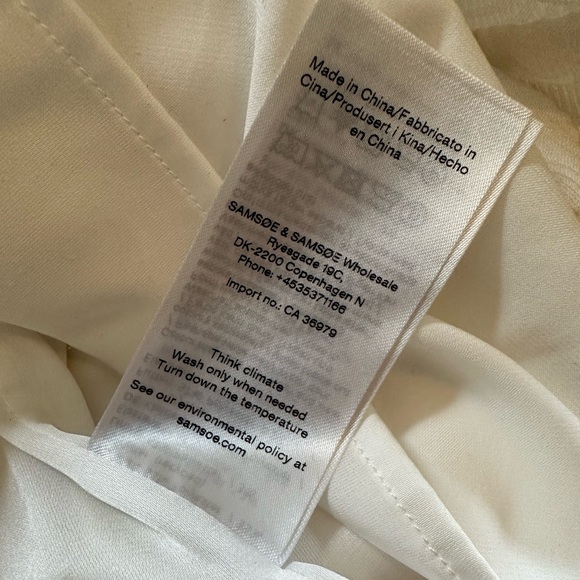 Made in China/Fabbricato in
Cina/Produsert i Kina/Hecho
en China
SAMSØE & SAMSØE Wholesale
Ryesgade 19C,
DK-2200 Copenhagen N
Phone: +4535371166
Import no.: CA 36979
Think climate
Wash only when needed
Turn down the temperature
See our environmental policy at
samsoe.com